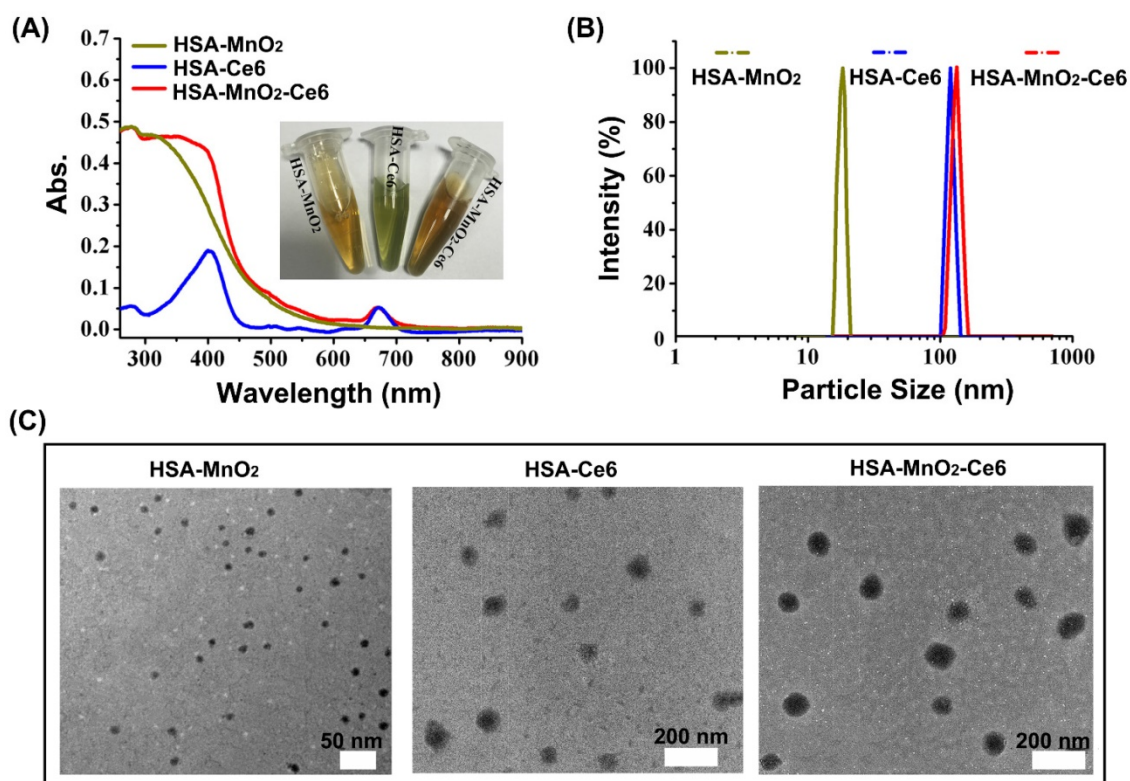 (A)
0.7
0.6
0.5
0.4
0.3
0.2
0.1
0.0
Abs.
HSA-MnO₂
HSA-Ce6
HSA-MnO₂-Ce6
HSA-MnO₂
HSA-Ce6
HSA-MnO₂-Ce6
300 400 500 600 700 800 900
Wavelength (nm)
(B)
HSA-MnO₂ HSA-Ce6 HSA-MnO₂-Ce6
100
80
60
40
20
0
Intensity (%)
1 10 100 1000
Particle Size (nm)
(C)
HSA-MnO₂ HSA-Ce6 HSA-MnO₂-Ce6
50 nm 200 nm 200 nm